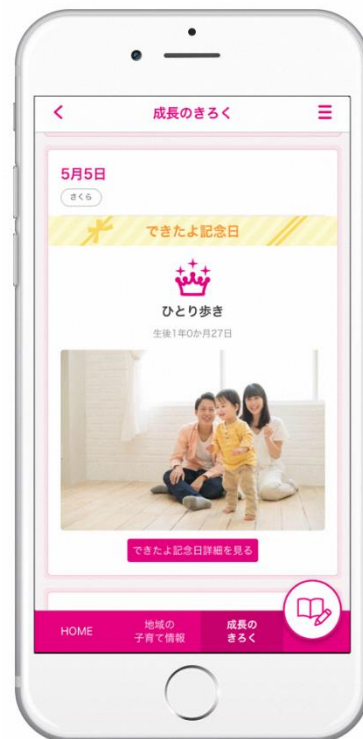 成長のきろく
5月5日
さくら
できたよ記念日
ひとり歩き
生後1年0か月27日
できたよ記念日詳細を見る
HOME
地域の
子育て情報
成長の
きろく